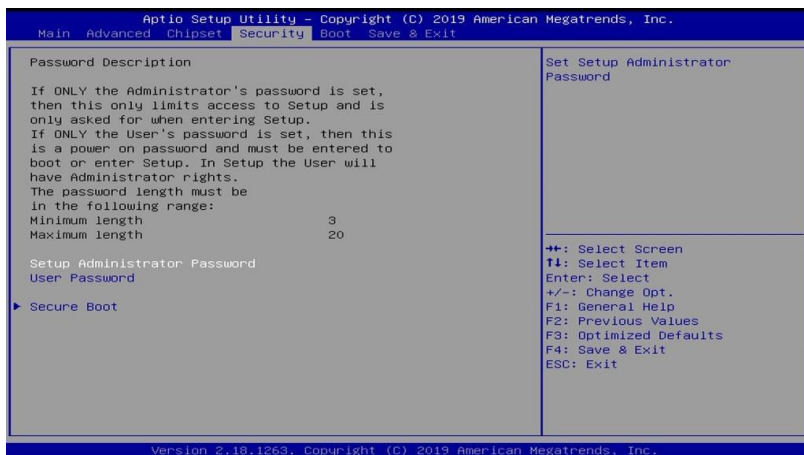 Aptio Setup Utility – Copyright (C) 2019 American Megatrends, Inc.
Main Advanced Chipset Security Boot Save & Exit
Password Description
If ONLY the Administrator's password is set,
then this only limits access to Setup and is
only asked for when entering Setup.
If ONLY the User's password is set, then this
is a power on password and must be entered to
boot or enter Setup. In Setup the User will
have Administrator rights.
The password length must be
in the following range:
Minimum length 3
Maximum length 20
Setup Administrator Password
User Password
Secure Boot
Set Setup Administrator
Password
→←: Select Screen
↑↓: Select Item
Enter: Select
+/-: Change Opt.
F1: General Help
F2: Previous Values
F3: Optimized Defaults
F4: Save & Exit
ESC: Exit
Version 2.18.1263. Copyright (C) 2019 American Megatrends, Inc.